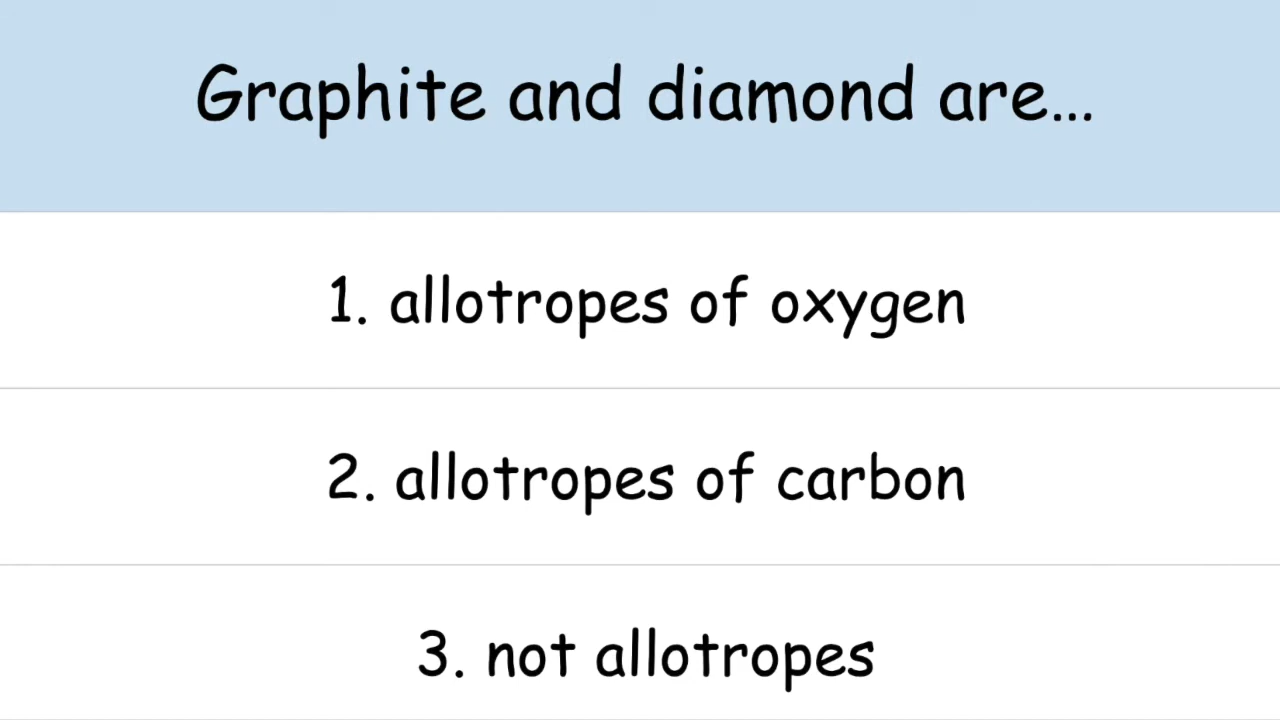 Graphite and diamond are...
1. allotropes of oxygen
2. allotropes of carbon
3. not allotropes